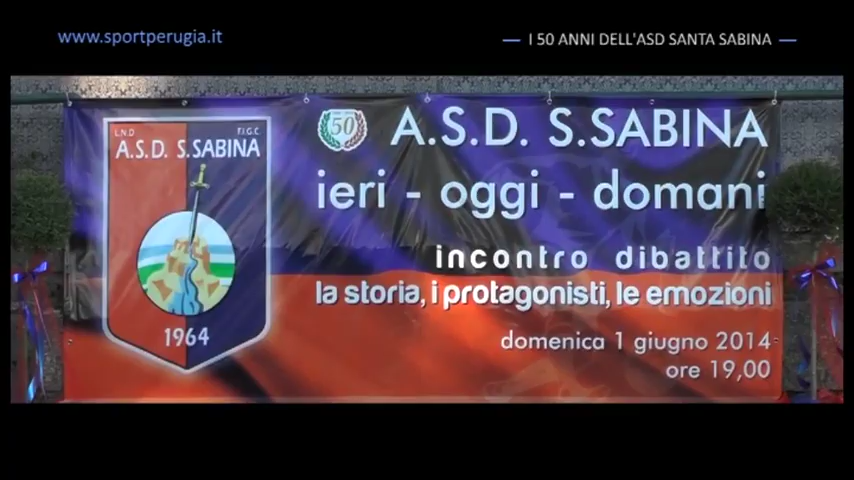 www.sportperugia.it
I 50 ANNI DELL'ASD SANTA SABINA
L.N.D F.I.G.C
A.S.D. S.SABINA
1964
50
A.S.D. S.SABINA
ieri - oggi - domani
incontro dibattito
la storia, i protagonisti, le emozioni
domenica 1 giugno 2014
ore 19,00